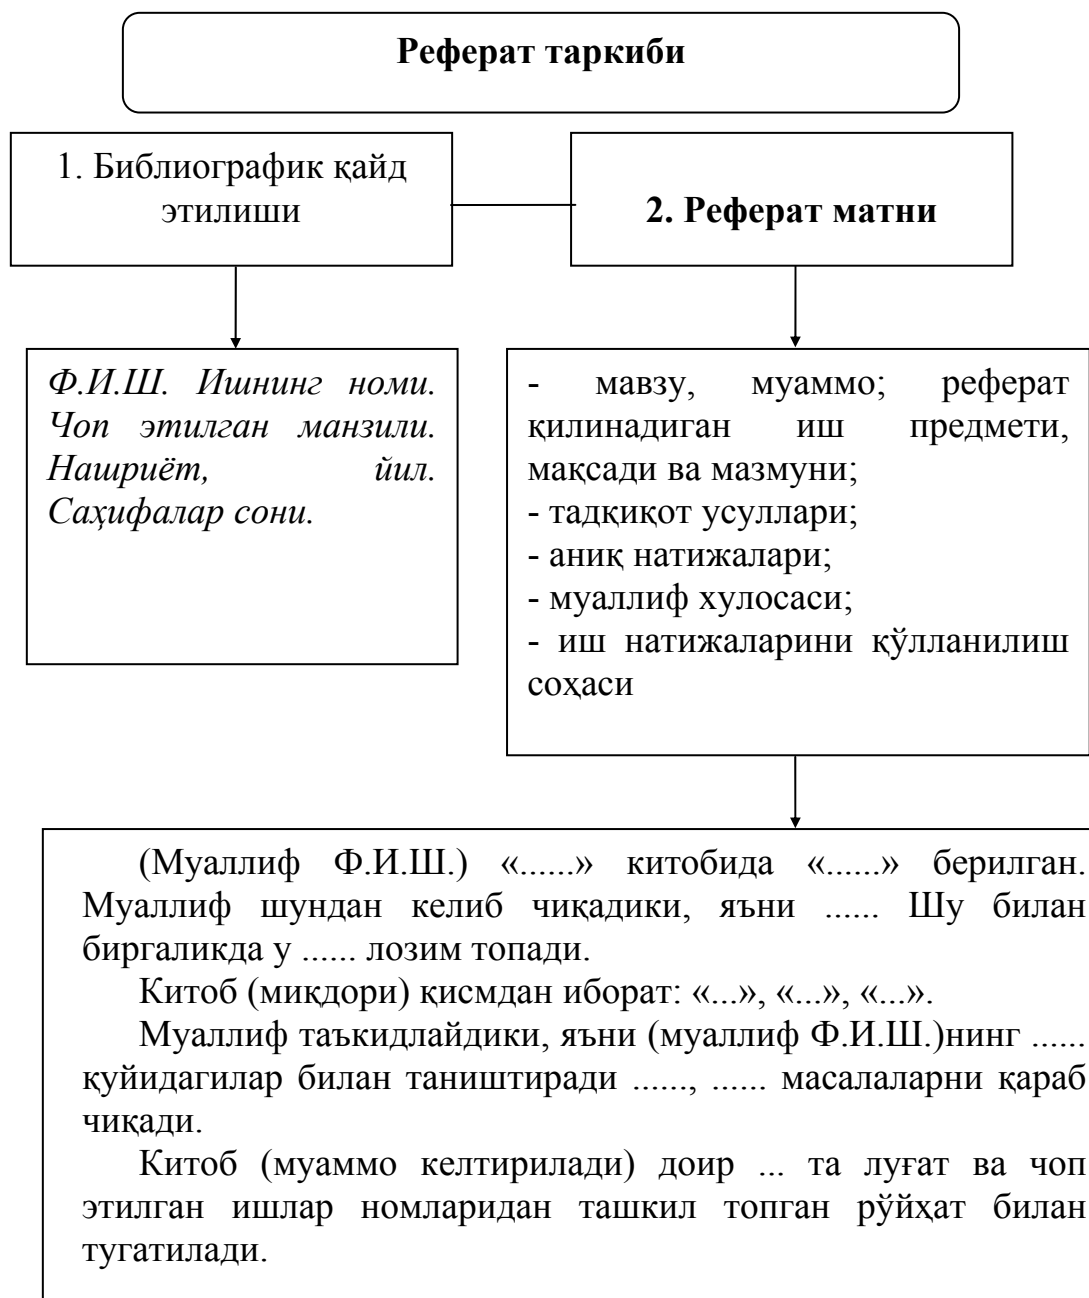 Реферат таркиби
1. Библиографик қайд
этилиши
2. Реферат матни
Ф.И.Ш. Ишнинг номи.
Чоп этилган манзили.
Нашриёт, йил.
Саҳифалар сони.
- мавзу, муаммо; реферат
қилинадиган иш предмети,
мақсади ва мазмуни;
- тадқиқот усуллари;
- аниқ натижалари;
- муаллиф хулосаси;
- иш натижаларини қўлланилиш
соҳаси
(Муаллиф Ф.И.Ш.) «......» китобида «......» берилган.
Муаллиф шундан келиб чиқадики, яъни ...... Шу билан
биргаликда у ...... лозим топади.
Китоб (миқдори) қисмдан иборат: «...», «...», «...».
Муаллиф таъкидлайдики, яъни (муаллиф Ф.И.Ш.)нинг ......
қуйидагилар билан таништиради ......, ...... масалаларни қараб
чиқади.
Китоб (муаммо келтирилади) доир ... та луғат ва чоп
этилган ишлар номларидан ташкил топган рўйҳат билан
тугатилади.